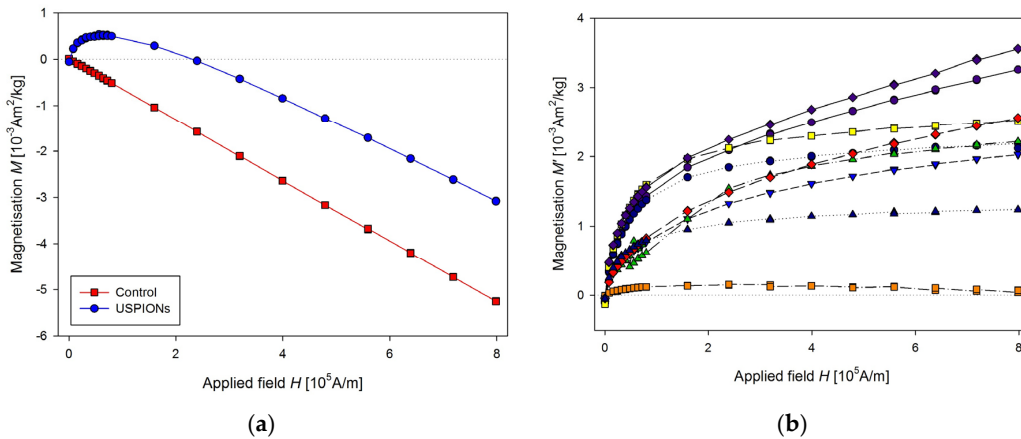 1
0
-1
-2
-3
-4
-5
-6
Magnetisation M [10⁻³Am²/kg]
Control
USPIONs
0 2 4 6 8
Applied field H [10⁵A/m]
(a)
4
3
2
1
0
Magnetisation M' [10⁻³Am²/kg]
0 2 4 6 8
Applied field H [10⁵A/m]
(b)